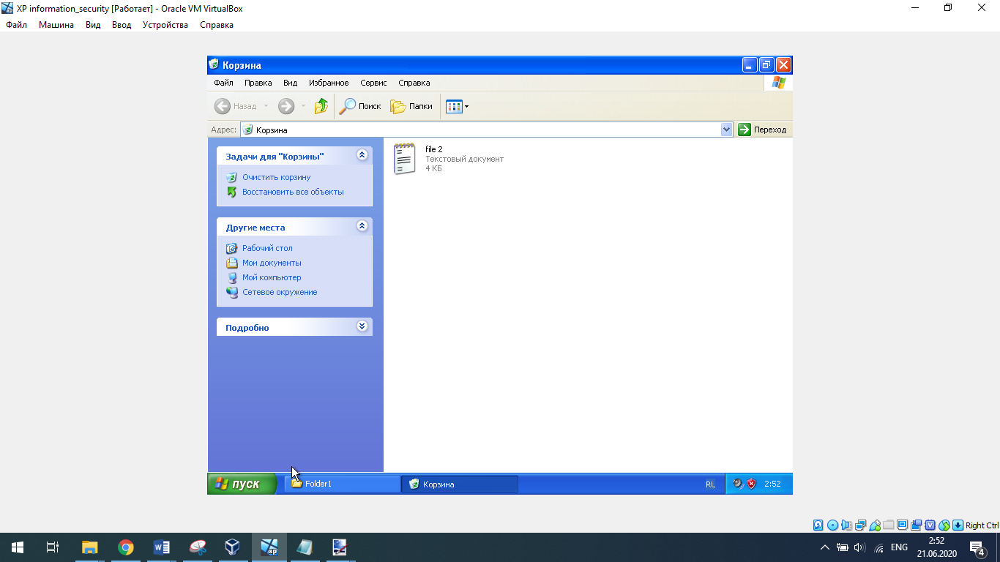 XP information_security [Работает] - Oracle VM VirtualBox
Файл Машина Вид Ввод Устройства Справка
Корзина
Файл Правка Вид Избранное Сервис Справка
Назад Поиск Папки
Адрес: Корзина Переход
Задачи для "Корзины"
Очистить корзину
Восстановить все объекты
Другие места
Рабочий стол
Мои документы
Мой компьютер
Сетевое окружение
Подробно
file 2
Текстовый документ
4 КБ
пуск Folder1 Корзина RL 2:52
Right Ctrl
ENG 2:52
21.06.2020
4